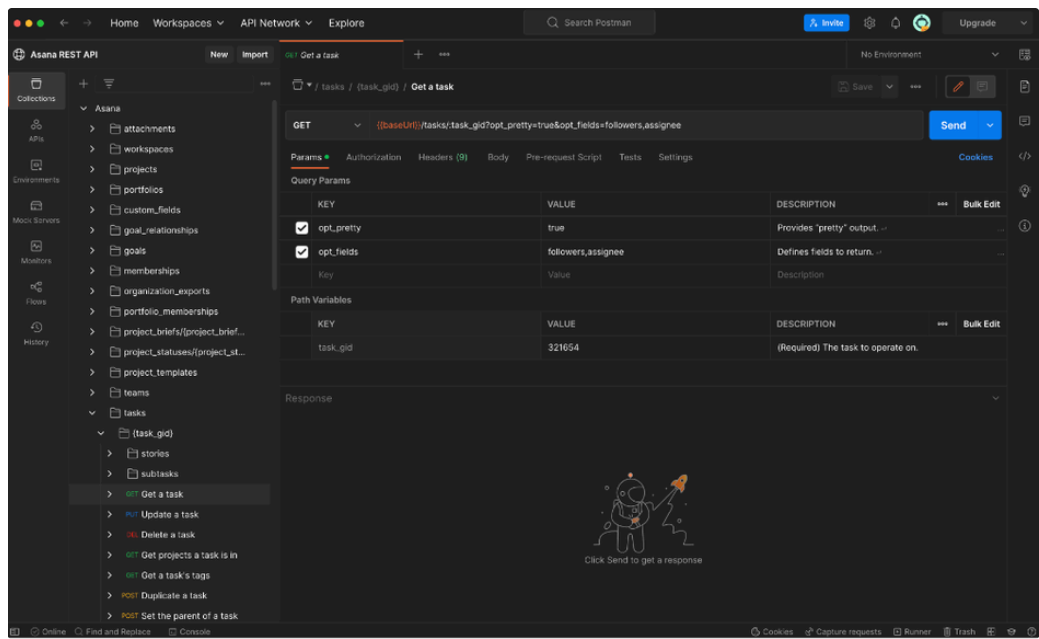 Home Workspaces API Network Explore Search Postman Invite Upgrade
Asana REST API New Import GET Get a task No Environment
Collections
APIs
Environments
Mock Servers
Monitors
Flows
History
Asana
attachments
workspaces
projects
portfolios
custom_fields
goal_relationships
goals
memberships
organization_exports
portfolio_memberships
project_briefs/{project_brief...
project_statuses/{project_st...
project_templates
teams
tasks
{task_gid}
stories
subtasks
GET Get a task
PUT Update a task
DEL Delete a task
GET Get projects a task is in
GET Get a task's tags
POST Duplicate a task
POST Set the parent of a task
/ tasks / {task_gid} / Get a task Save
GET {{baseUrl}}/tasks/:task_gid?opt_pretty=true&opt_fields=followers,assignee Send
Params Authorization Headers (9) Body Pre-request Script Tests Settings Cookies
Query Params
KEY VALUE DESCRIPTION Bulk Edit
opt_pretty true Provides "pretty" output.
opt_fields followers,assignee Defines fields to return.
Key Value Description
Path Variables
KEY VALUE DESCRIPTION Bulk Edit
task_gid 321654 (Required) The task to operate on.
Response
Click Send to get a response
Online Find and Replace Console Cookies Capture requests Runner Trash